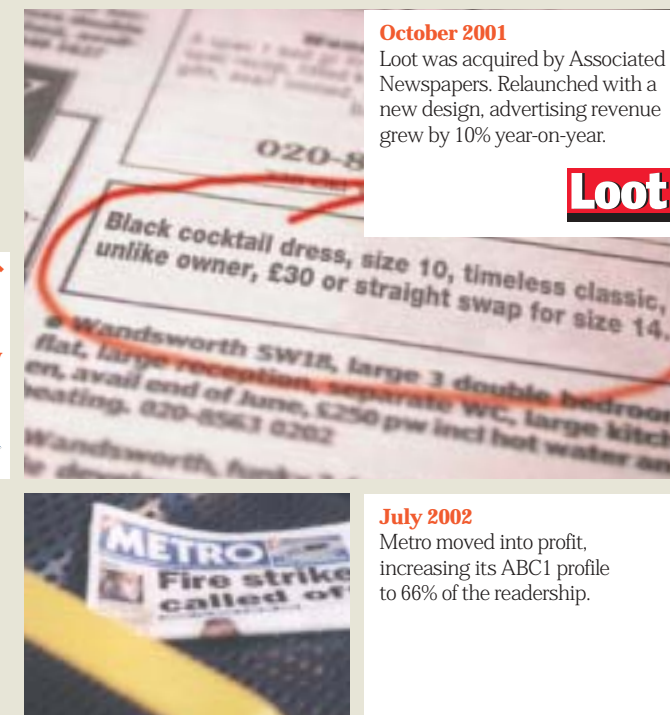 October 2001
Loot was acquired by Associated
Newspapers. Relaunched with a
new design, advertising revenue
grew by 10% year-on-year.
Loot
020-8
Black cocktail dress, size 10, timeless classic,
unlike owner, £30 or straight swap for size 14.
Wandsworth SW18, large 3 double bedroom
flat, large reception, separate WC, large kitch
en, avail end of June, £250 pw incl hot water an
eating. 020-8563 0202
Wandsworth,
METRO
Fire strike
called of
July 2002
Metro moved into profit,
increasing its ABC1 profile
to 66% of the readership.